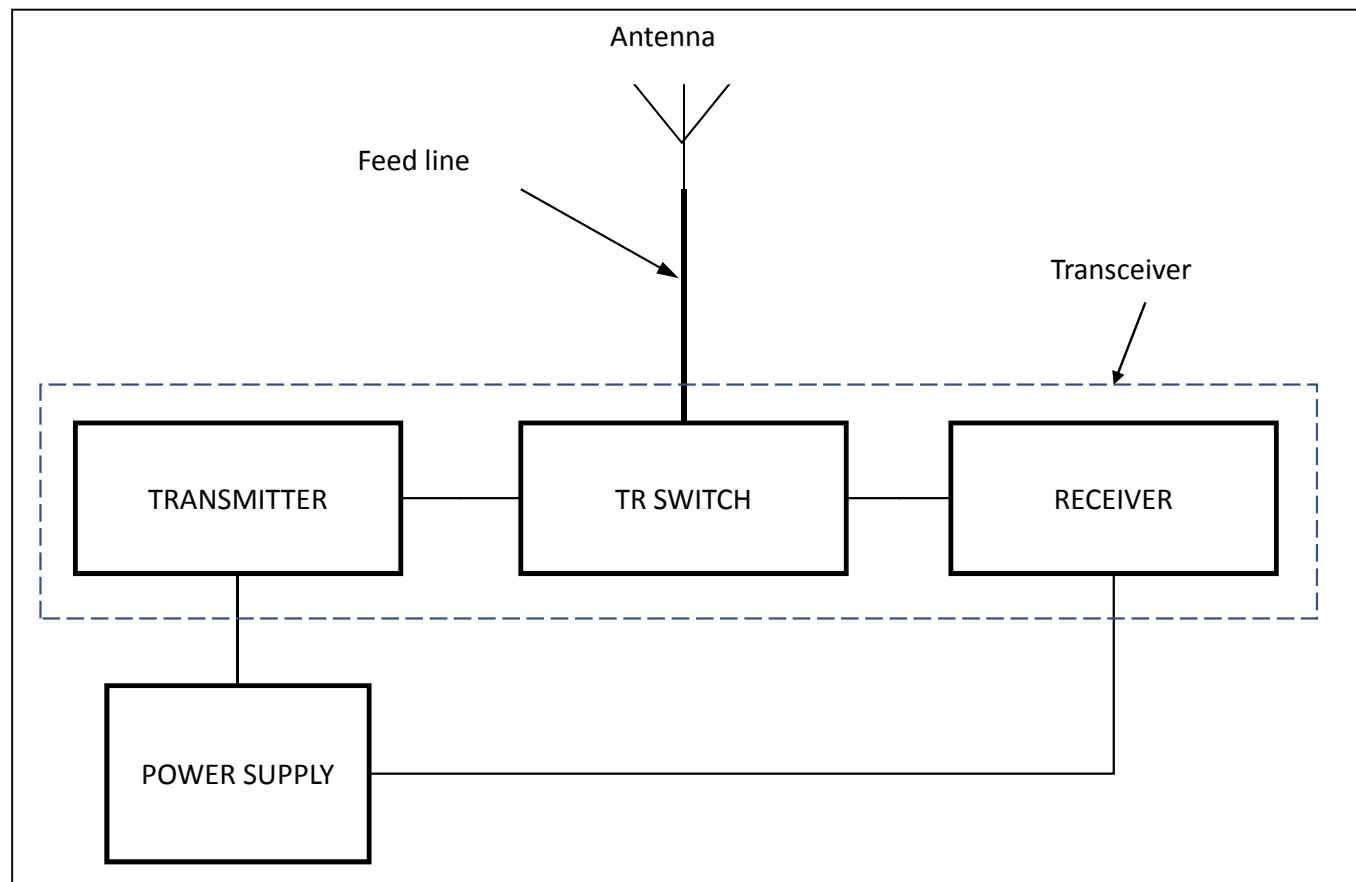 Antenna
Feed line
Transceiver
TRANSMITTER
TR SWITCH
RECEIVER
POWER SUPPLY